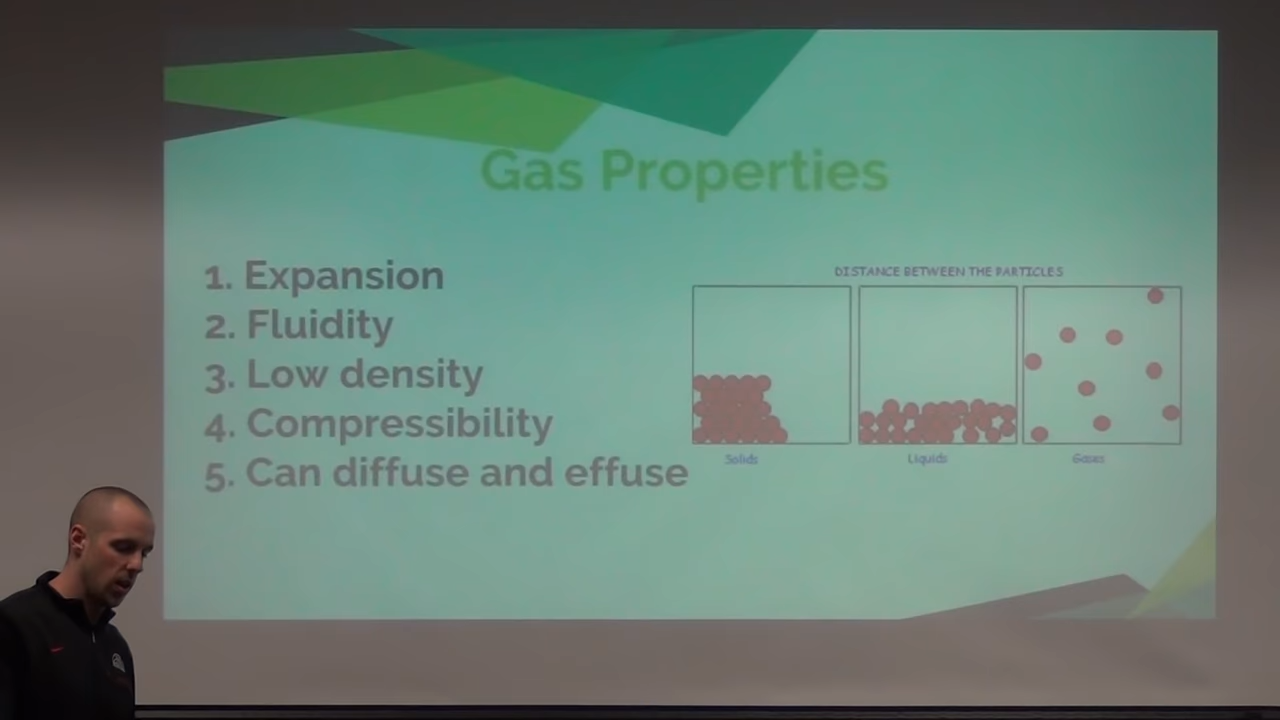 Gas Properties
1. Expansion
2. Fluidity
3. Low density
4. Compressibility
5. Can diffuse and effuse
DISTANCE BETWEEN THE PARTICLES
Solids
Liquids
Gases